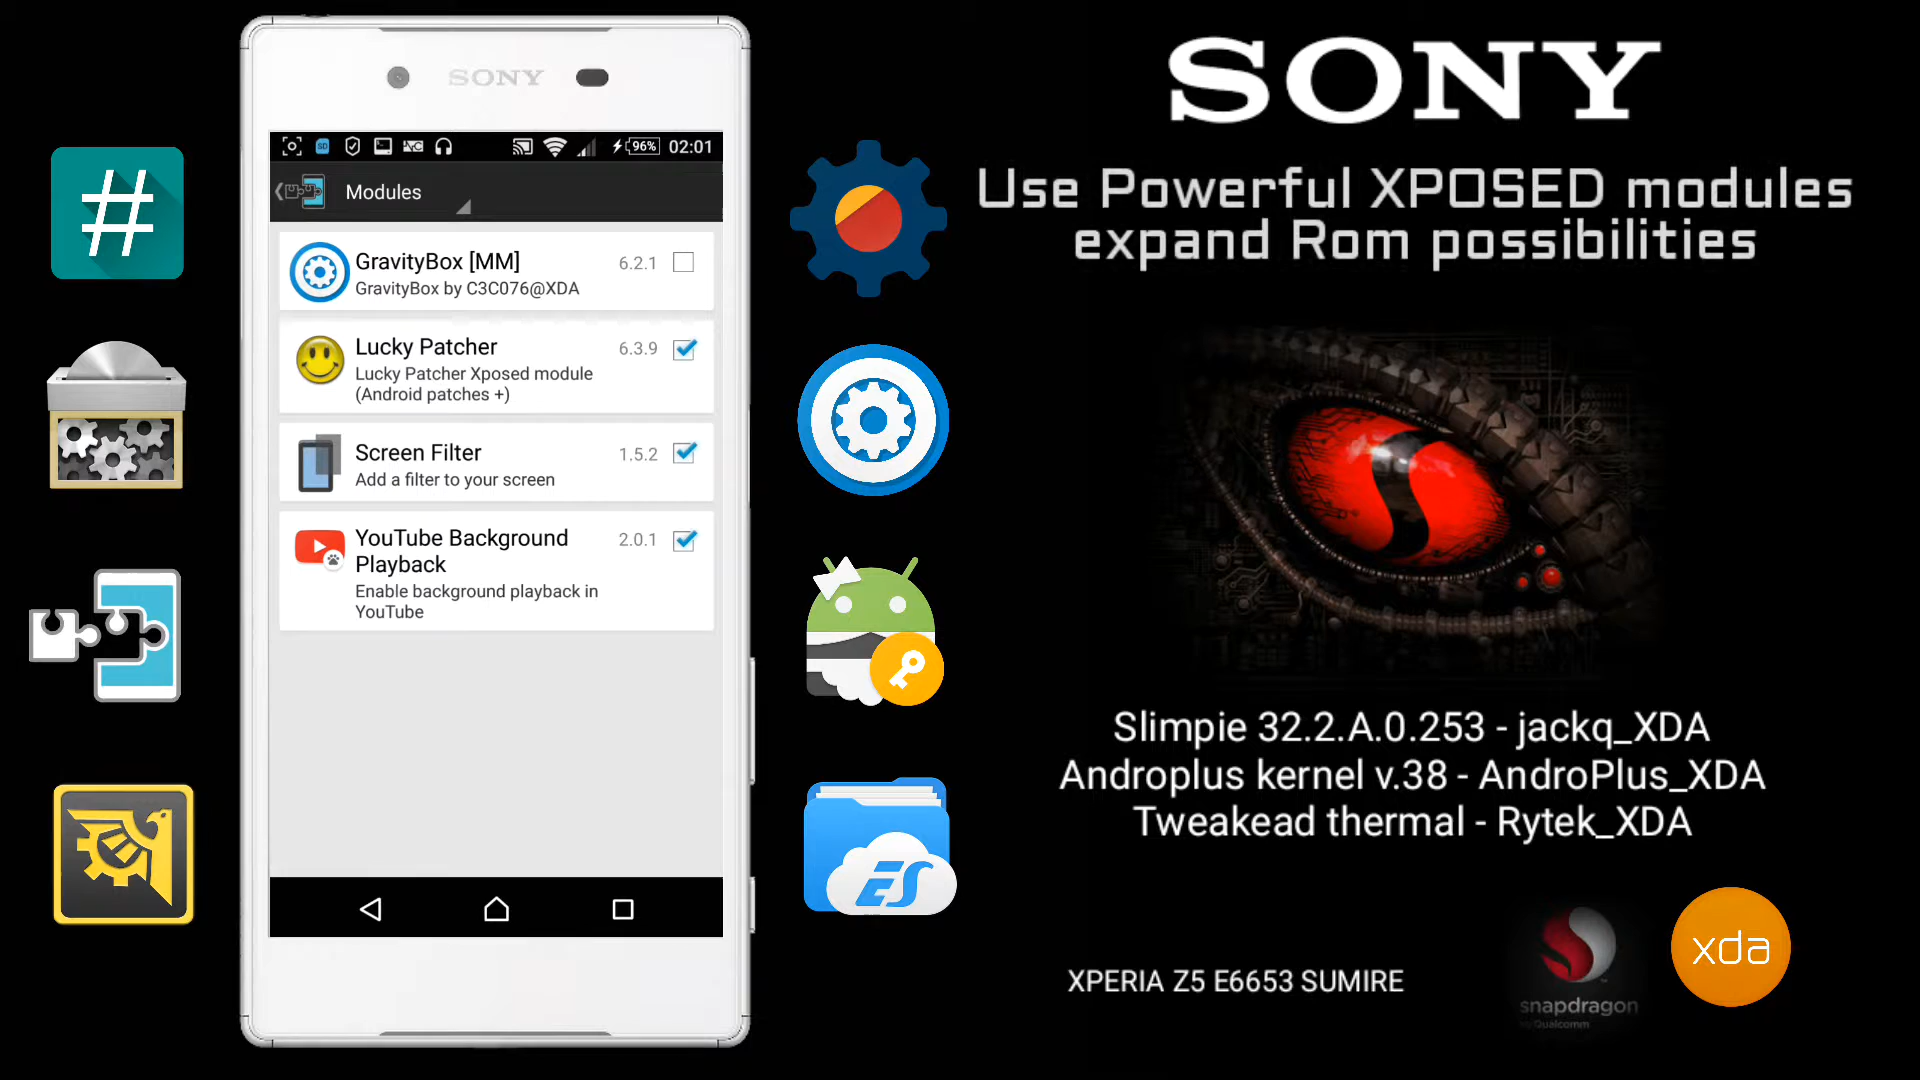 SONY
96% 02:01
Modules
GravityBox [MM] 6.2.1
GravityBox by C3C076@XDA
Lucky Patcher 6.3.9
Lucky Patcher Xposed module
(Android patches +)
Screen Filter 1.5.2
Add a filter to your screen
YouTube Background 2.0.1
Playback
Enable background playback in
YouTube
#
ES
SONY
Use Powerful XPOSED modules
expand Rom possibilities
Slimpie 32.2.A.0.253 - jackq_XDA
Androplus kernel v.38 - AndroPlus_XDA
Tweakead thermal - Rytek_XDA
XPERIA Z5 E6653 SUMIRE
snapdragon
by Qualcomm
xda